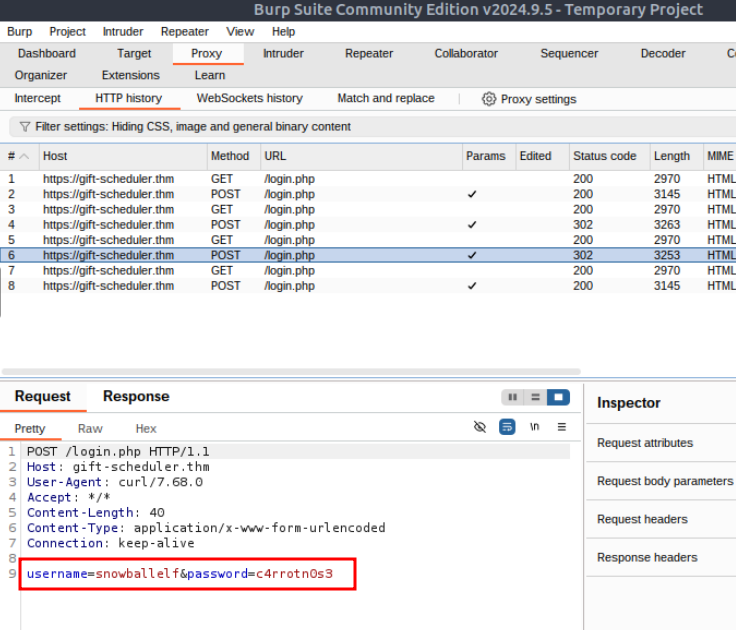 Burp Suite Community Edition v2024.9.5 - Temporary Project
Burp Project Intruder Repeater View Help
Dashboard Target Proxy Intruder Repeater Collaborator Sequencer Decoder
Organizer Extensions Learn
Intercept HTTP history WebSockets history Match and replace Proxy settings
Filter settings: Hiding CSS, image and general binary content
# Host Method URL Params Edited Status code Length MIME
1 https://gift-scheduler.thm GET /login.php 200 2970 HTML
2 https://gift-scheduler.thm POST /login.php ✓ 200 3145 HTML
3 https://gift-scheduler.thm GET /login.php 200 2970 HTML
4 https://gift-scheduler.thm POST /login.php ✓ 302 3263 HTML
5 https://gift-scheduler.thm GET /login.php 200 2970 HTML
6 https://gift-scheduler.thm POST /login.php ✓ 302 3253 HTML
7 https://gift-scheduler.thm GET /login.php 200 2970 HTML
8 https://gift-scheduler.thm POST /login.php ✓ 200 3145 HTML
Request Response
Inspector
Pretty Raw Hex \n
Request attributes
Request body parameters
Request headers
Response headers
1 POST /login.php HTTP/1.1
2 Host: gift-scheduler.thm
3 User-Agent: curl/7.68.0
4 Accept: */*
5 Content-Length: 40
6 Content-Type: application/x-www-form-urlencoded
7 Connection: keep-alive
8
9 username=snowballelf&password=c4rrotn0s3